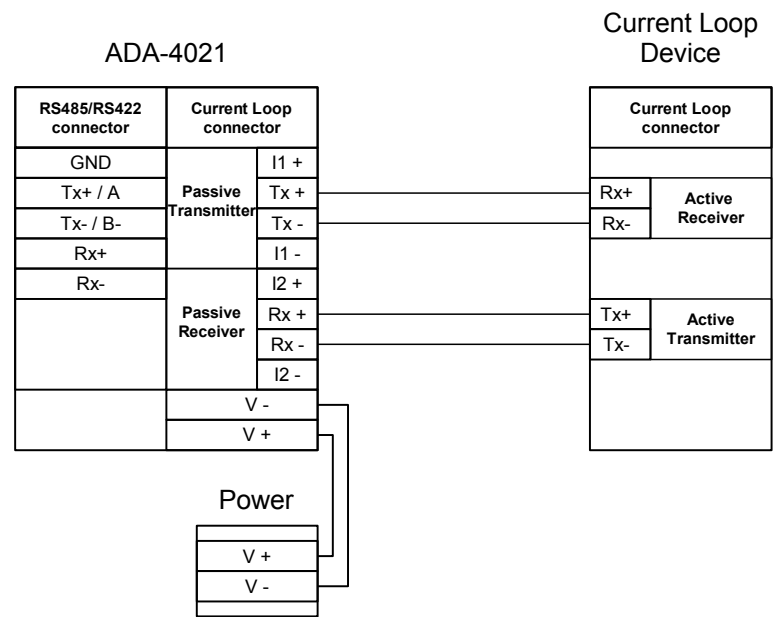 Current Loop
Device
ADA-4021
RS485/RS422
connector
Current Loop
connector
GND
Tx+ / A
Tx- / B-
Rx+
Rx-
Passive
Transmitter
I1 +
Tx +
Tx -
I1 -
Passive
Receiver
I2 +
Rx +
Rx -
I2 -
V -
V +
Current Loop
connector
Rx+
Rx-
Active
Receiver
Tx+
Tx-
Active
Transmitter
Power
V +
V -